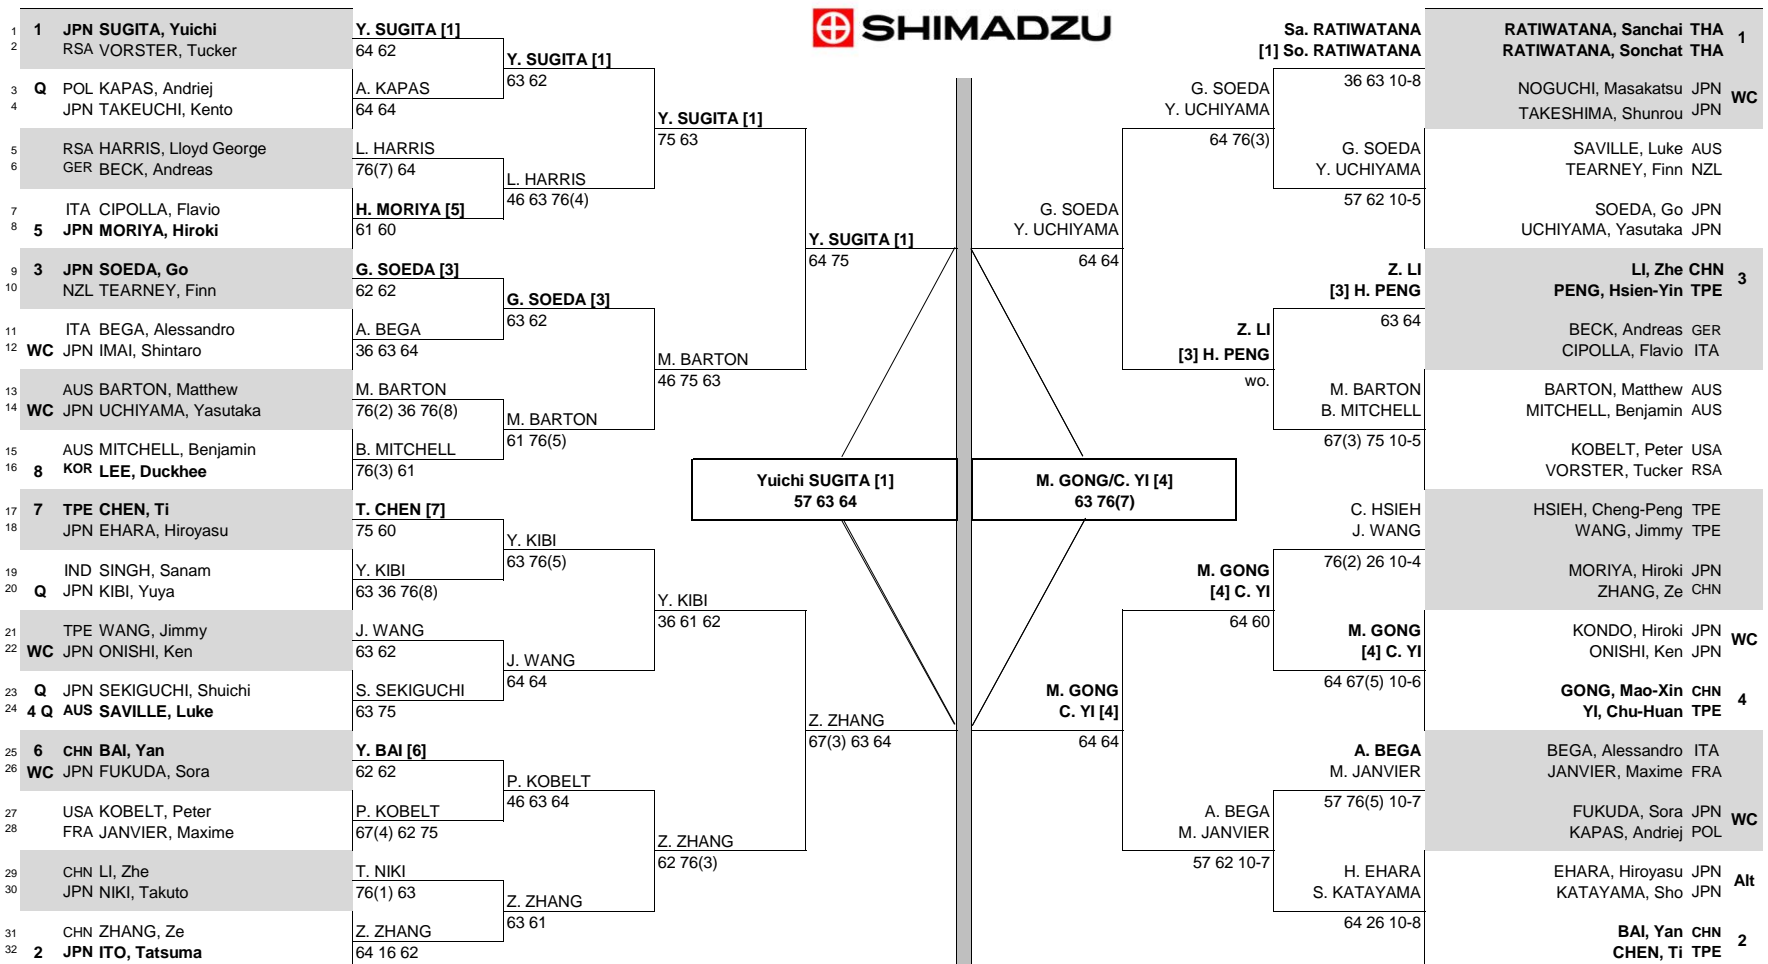 SHIMADZU
1 1 JPN SUGITA, Yuichi
2 RSA VORSTER, Tucker
3 Q POL KAPAS, Andriej
4 JPN TAKEUCHI, Kento
5 RSA HARRIS, Lloyd George
6 GER BECK, Andreas
7 ITA CIPOLLA, Flavio
8 5 JPN MORIYA, Hiroki
9 3 JPN SOEDA, Go
10 NZL TEARNEY, Finn
11 ITA BEGA, Alessandro
12 WC JPN IMAI, Shintaro
13 AUS BARTON, Matthew
14 WC JPN UCHIYAMA, Yasutaka
15 AUS MITCHELL, Benjamin
16 8 KOR LEE, Duckhee
17 7 TPE CHEN, Ti
18 JPN EHARA, Hiroyasu
19 IND SINGH, Sanam
20 Q JPN KIBI, Yuya
21 TPE WANG, Jimmy
22 WC JPN ONISHI, Ken
23 Q JPN SEKIGUCHI, Shuichi
24 4 Q AUS SAVILLE, Luke
25 6 CHN BAI, Yan
26 WC JPN FUKUDA, Sora
27 USA KOBELT, Peter
28 FRA JANVIER, Maxime
29 CHN LI, Zhe
30 JPN NIKI, Takuto
31 CHN ZHANG, Ze
32 2 JPN ITO, Tatsuma
Y. SUGITA [1]
64 62
A. KAPAS
64 64
L. HARRIS
76(7) 64
H. MORIYA [5]
61 60
G. SOEDA [3]
62 62
A. BEGA
36 63 64
M. BARTON
76(2) 36 76(8)
B. MITCHELL
76(3) 61
T. CHEN [7]
75 60
Y. KIBI
63 36 76(8)
J. WANG
63 62
S. SEKIGUCHI
63 75
Y. BAI [6]
62 62
P. KOBELT
67(4) 62 75
T. NIKI
76(1) 63
Z. ZHANG
64 16 62
Y. SUGITA [1]
63 62
L. HARRIS
46 63 76(4)
G. SOEDA [3]
63 62
M. BARTON
61 76(5)
Y. KIBI
63 76(5)
J. WANG
64 64
P. KOBELT
46 63 64
Z. ZHANG
63 61
Y. SUGITA [1]
75 63
M. BARTON
46 75 63
Y. KIBI
36 61 62
Z. ZHANG
62 76(3)
Y. SUGITA [1]
64 75
Z. ZHANG
67(3) 63 64
Yuichi SUGITA [1]
57 63 64
M. GONG/C. YI [4]
63 76(7)
G. SOEDA
Y. UCHIYAMA
64 64
M. GONG
C. YI [4]
64 64
G. SOEDA
Y. UCHIYAMA
64 76(3)
Z. LI
[3] H. PENG
wo.
M. GONG
[4] C. YI
64 60
A. BEGA
M. JANVIER
57 62 10-7
Sa. RATIWATANA
[1] So. RATIWATANA
36 63 10-8
G. SOEDA
Y. UCHIYAMA
57 62 10-5
Z. LI
[3] H. PENG
63 64
M. BARTON
B. MITCHELL
67(3) 75 10-5
C. HSIEH
J. WANG
76(2) 26 10-4
M. GONG
[4] C. YI
64 67(5) 10-6
A. BEGA
M. JANVIER
57 76(5) 10-7
H. EHARA
S. KATAYAMA
64 26 10-8
RATIWATANA, Sanchai THA 1
RATIWATANA, Sonchat THA
NOGUCHI, Masakatsu JPN WC
TAKESHIMA, Shunrou JPN
SAVILLE, Luke AUS
TEARNEY, Finn NZL
SOEDA, Go JPN
UCHIYAMA, Yasutaka JPN
LI, Zhe CHN 3
PENG, Hsien-Yin TPE
BECK, Andreas GER
CIPOLLA, Flavio ITA
BARTON, Matthew AUS
MITCHELL, Benjamin AUS
KOBELT, Peter USA
VORSTER, Tucker RSA
HSIEH, Cheng-Peng TPE
WANG, Jimmy TPE
MORIYA, Hiroki JPN
ZHANG, Ze CHN
KONDO, Hiroki JPN WC
ONISHI, Ken JPN
GONG, Mao-Xin CHN 4
YI, Chu-Huan TPE
BEGA, Alessandro ITA
JANVIER, Maxime FRA
FUKUDA, Sora JPN WC
KAPAS, Andriej POL
EHARA, Hiroyasu JPN Alt
KATAYAMA, Sho JPN
BAI, Yan CHN 2
CHEN, Ti TPE